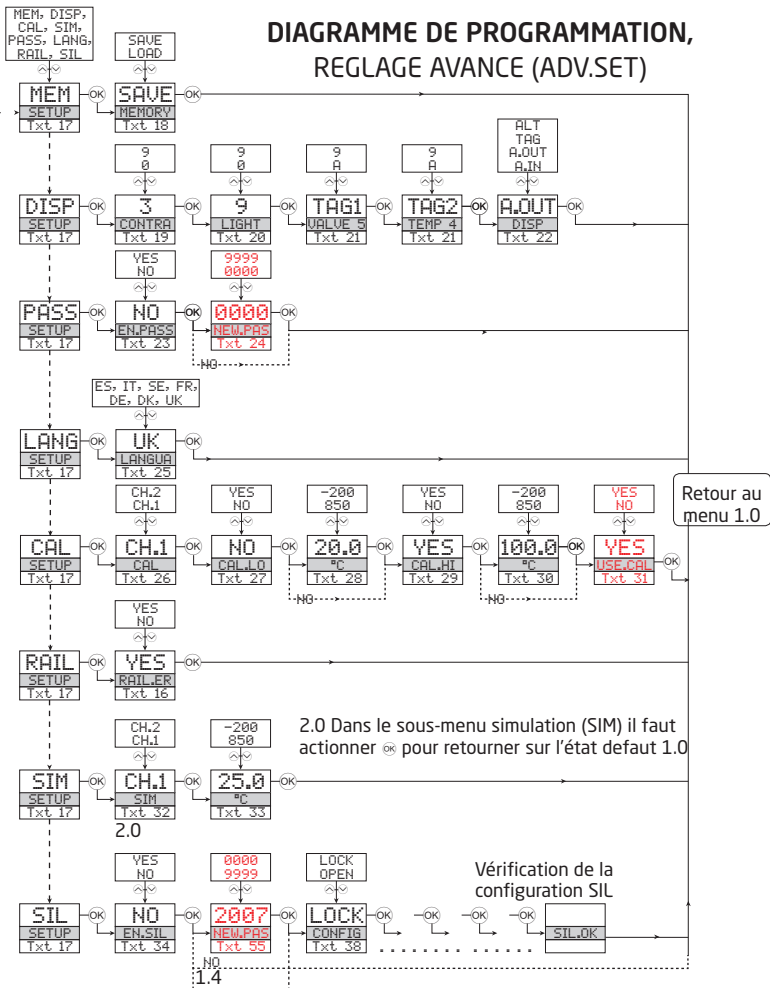 MEM, DISP,
CAL, SIM,
PASS, LANG,
RAIL, SIL
SAVE
LOAD
DIAGRAMME DE PROGRAMMATION,
REGLAGE AVANCE (ADV.SET)
MEM OK SAVE OK
SETUP MEMORY
Txt 17 Txt 18
9 9 9 9 ALT
0 0 A A TAG
A.OUT
A.IN
DISP OK 3 OK 9 OK TAG1 OK TAG2 OK A.OUT OK
SETUP CONTRA LIGHT VALVE 5 TEMP 4 DISP
Txt 17 Txt 19 Txt 20 Txt 21 Txt 21 Txt 22
YES 9999
NO 0000
PASS OK NO OK 0000 OK
SETUP EN.PASS NEW.PAS
Txt 17 Txt 23 Txt 24
NO
ES, IT, SE, FR,
DE, DK, UK
LANG OK UK OK
SETUP LANGUA
Txt 17 Txt 25
CH.2 YES -200 YES -200 YES
CH.1 NO 850 NO 850 NO
Retour au
menu 1.0
CAL OK CH.1 OK NO OK 20.0 OK YES OK 100.0 OK YES OK
SETUP CAL CAL.LO °C CAL.HI °C USE.CAL
Txt 17 Txt 26 Txt 27 Txt 28 Txt 29 Txt 30 Txt 31
NO NO
YES
NO
RAIL OK YES OK
SETUP RAIL.ER
Txt 17 Txt 16
CH.2 -200
CH.1 850
2.0 Dans le sous-menu simulation (SIM) il faut
actionner OK pour retourner sur l'état defaut 1.0
SIM OK CH.1 OK 25.0 OK
SETUP SIM °C
Txt 17 Txt 32 Txt 33
2.0
YES 0000 LOCK
NO 9999 OPEN
Vérification de la
configuration SIL
SIL OK NO OK 2007 OK LOCK OK OK OK OK
SETUP EN.SIL NEW.PAS CONFIG SIL.OK
Txt 17 Txt 34 Txt 55 Txt 38 . . . . . . . . . .
NO
1.4